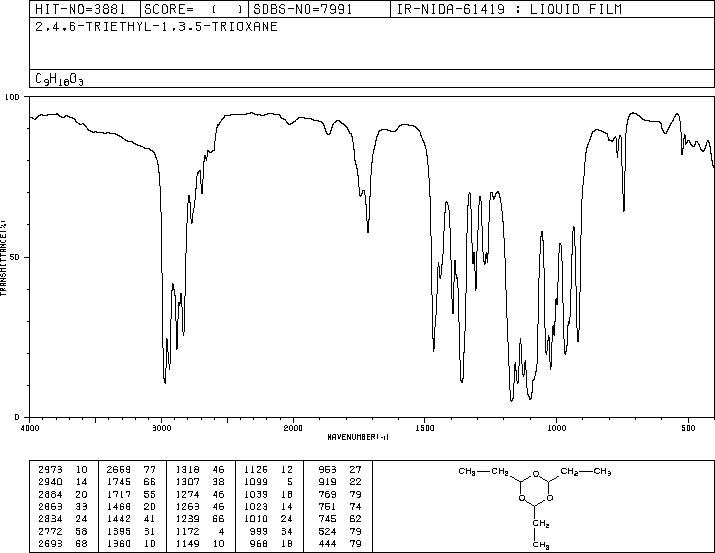 HIT-NO=3881 SCORE= ( ) SDBS-NO=7991 IR-NIDA-61419 : LIQUID FILM
2,4,6-TRIETHYL-1,3,5-TRIOXANE
C9H18O3
100
50
0
TRANSMITTANCE(%)
4000 3000 2000 1500 1000 500
WAVENUMBER(-1)
2973 10 2669 77 1318 46 1126 12 953 27
2940 14 1745 66 1307 38 1099 5 919 22
2884 20 1717 55 1274 46 1039 18 769 79
2863 33 1468 20 1263 46 1023 14 751 74
2834 24 1442 41 1239 66 1010 24 745 62
2772 58 1395 31 1172 4 999 34 524 79
2693 68 1360 10 1149 10 968 18 444 79
CH3 CH2 O CH2 CH3
O O
CH2
CH3